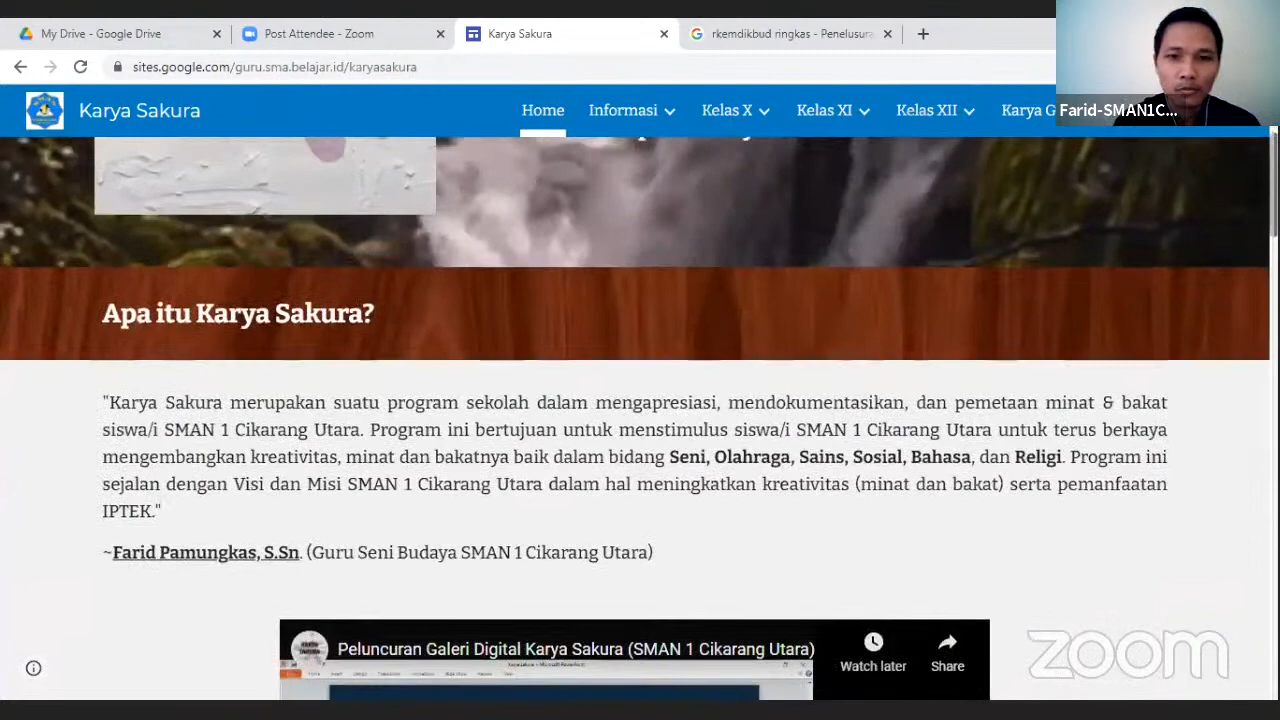 My Drive - Google Drive
Post Attendee - Zoom
Karya Sakura
rkemdikbud ringkas - Penelusura
sites.google.com/guru.sma.belajar.id/karyasakura
Karya Sakura
Home
Informasi
Kelas X
Kelas XI
Kelas XII
Karya G
Farid-SMAN1C...
Apa itu Karya Sakura?
"Karya Sakura merupakan suatu program sekolah dalam mengapresiasi, mendokumentasikan, dan pemetaan minat & bakat
siswa/i SMAN 1 Cikarang Utara. Program ini bertujuan untuk menstimulus siswa/i SMAN 1 Cikarang Utara untuk terus berkaya
mengembangkan kreativitas, minat dan bakatnya baik dalam bidang Seni, Olahraga, Sains, Sosial, Bahasa, dan Religi. Program ini
sejalan dengan Visi dan Misi SMAN 1 Cikarang Utara dalam hal meningkatkan kreativitas (minat dan bakat) serta pemanfaatan
IPTEK."
~Farid Pamungkas, S.Sn. (Guru Seni Budaya SMAN 1 Cikarang Utara)
Peluncuran Galeri Digital Karya Sakura (SMAN 1 Cikarang Utara)
Watch later
Share
zoom